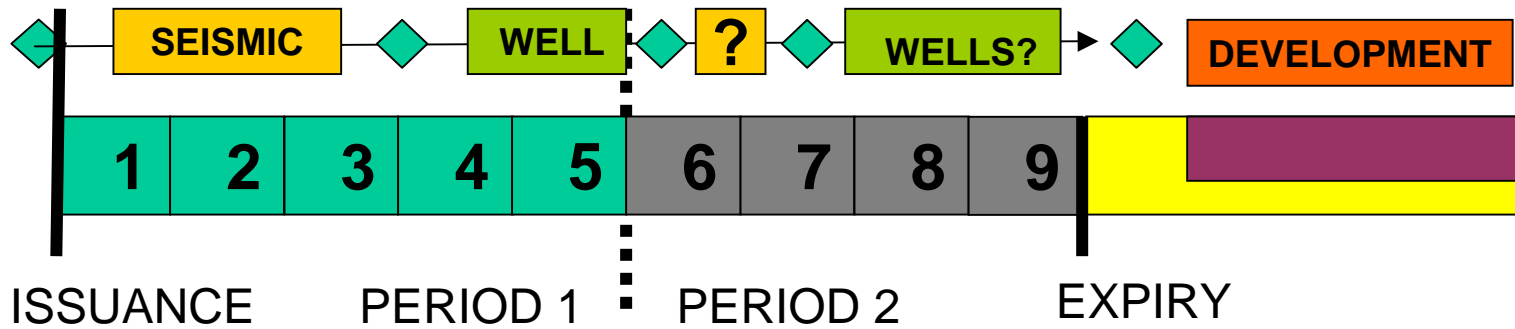 SEISMIC WELL ? WELLS? DEVELOPMENT
1 2 3 4 5 6 7 8 9
ISSUANCE PERIOD 1 PERIOD 2 EXPIRY